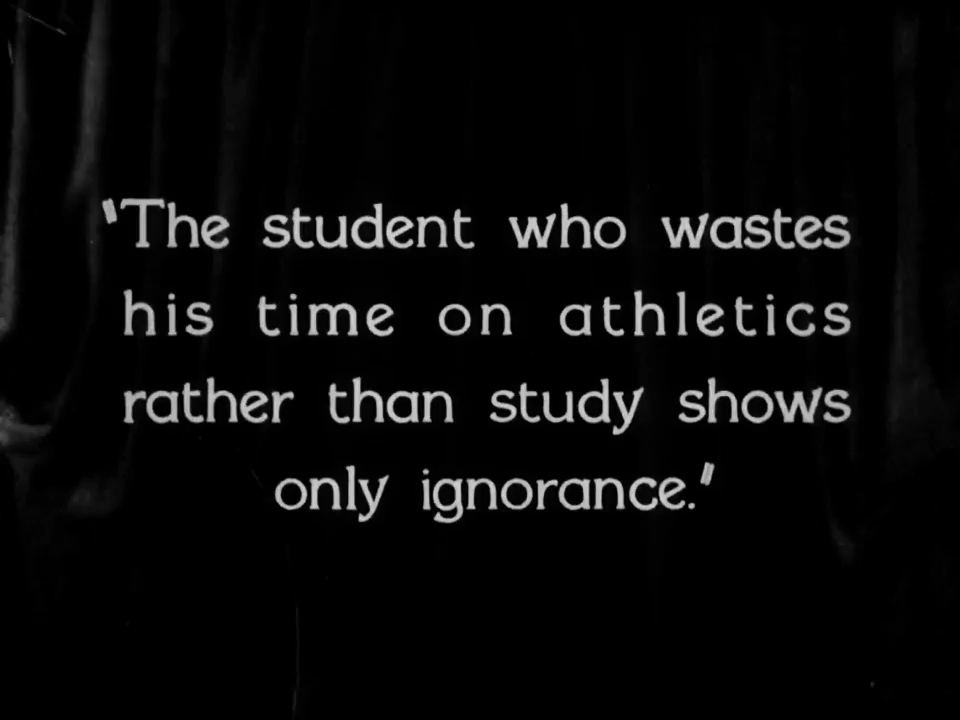 "The student who wastes
his time on athletics
rather than study shows
only ignorance."